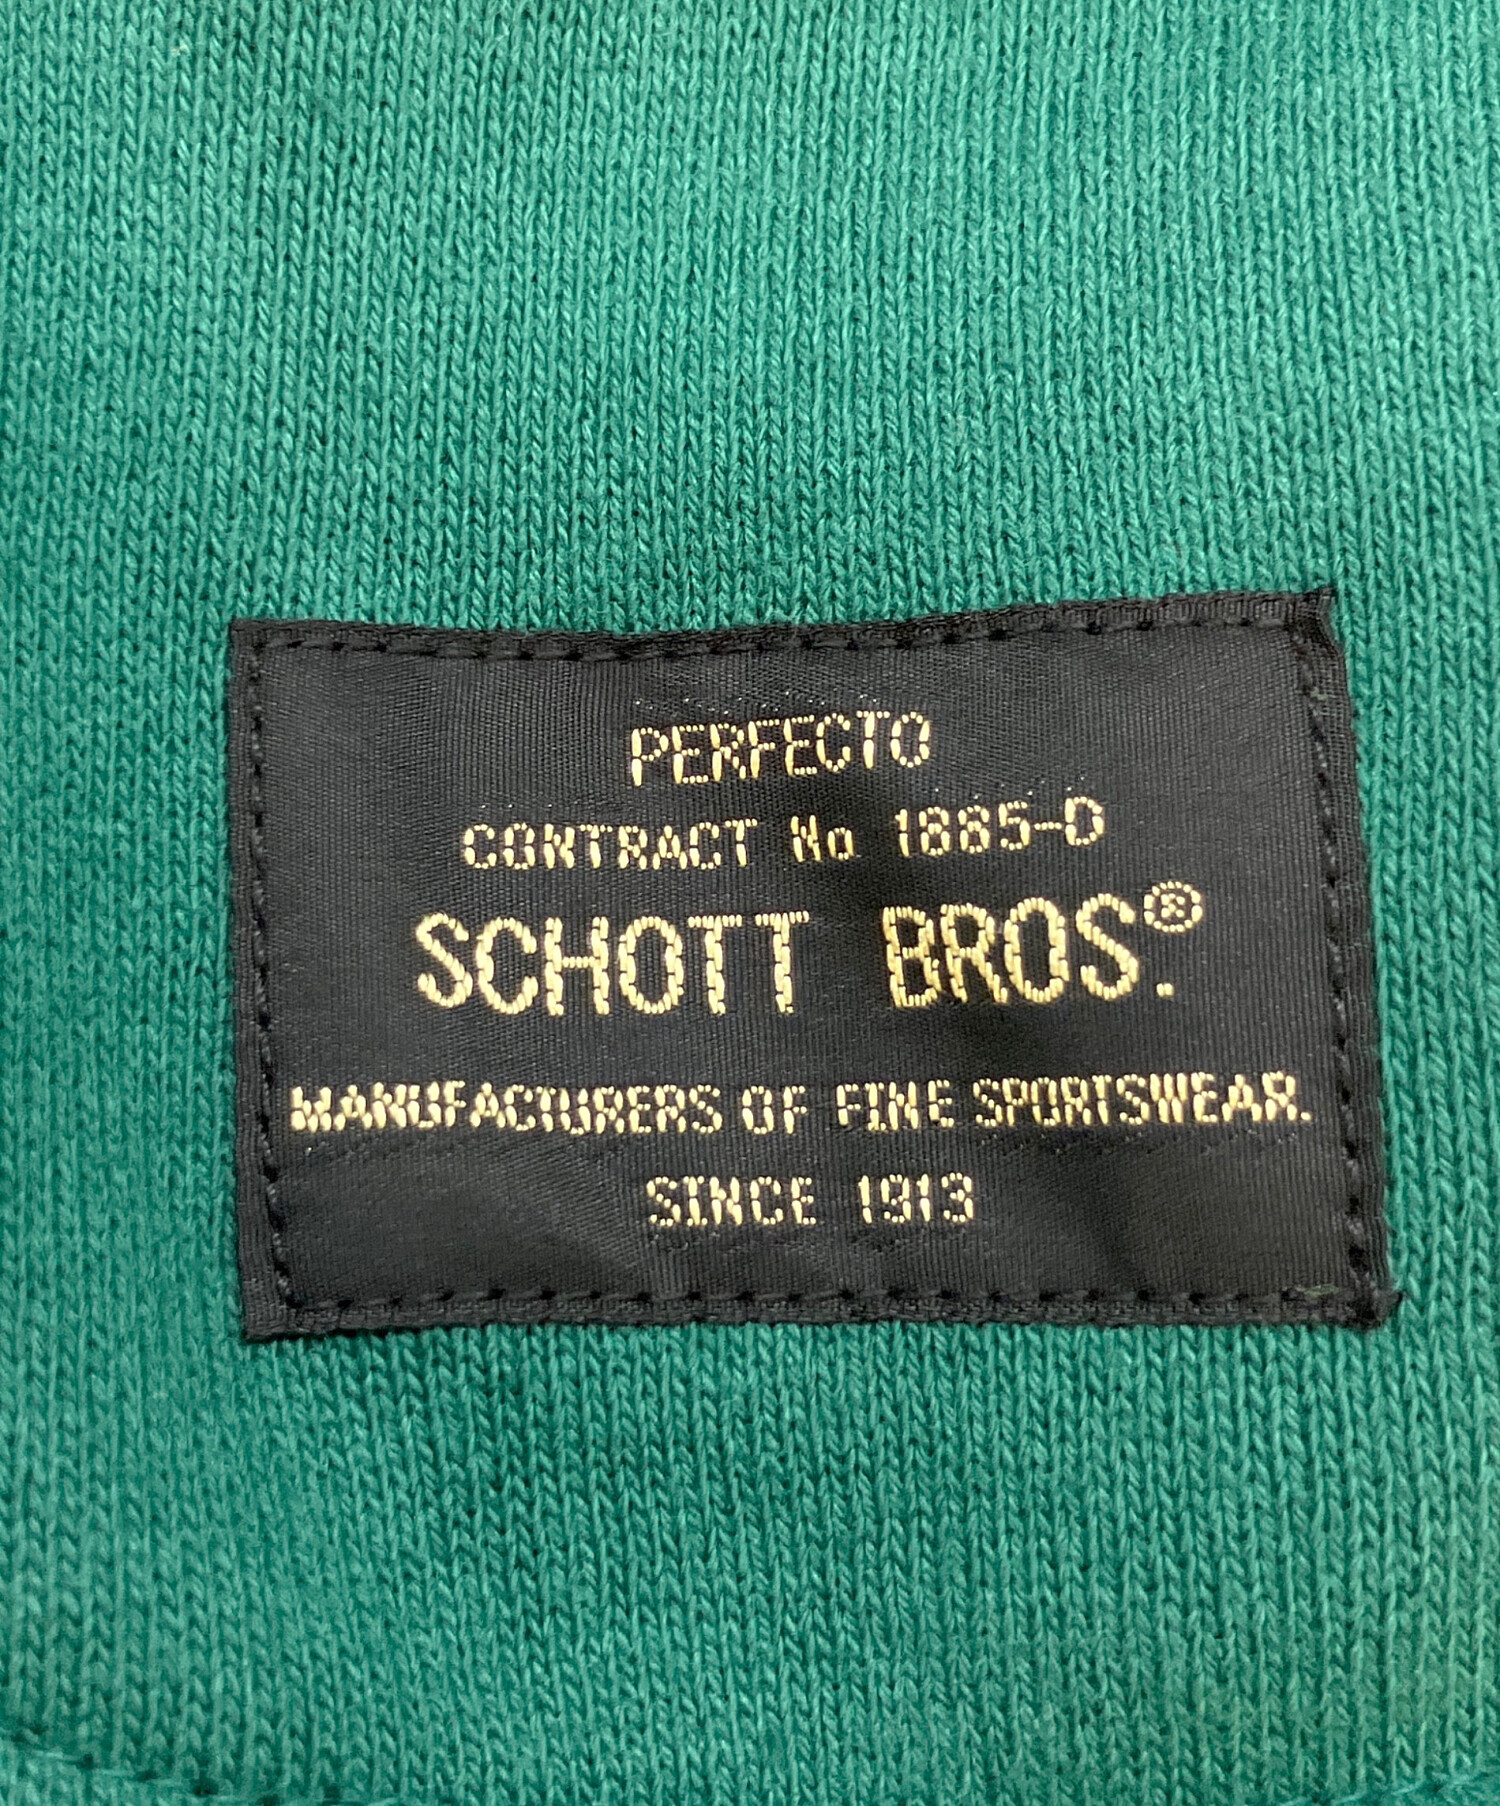 PERFECTO
CONTRACT No 1885-D
SCHOTT BROS®.
MANUFACTURERS OF FINE SPORTSWEAR.
SINCE 1913